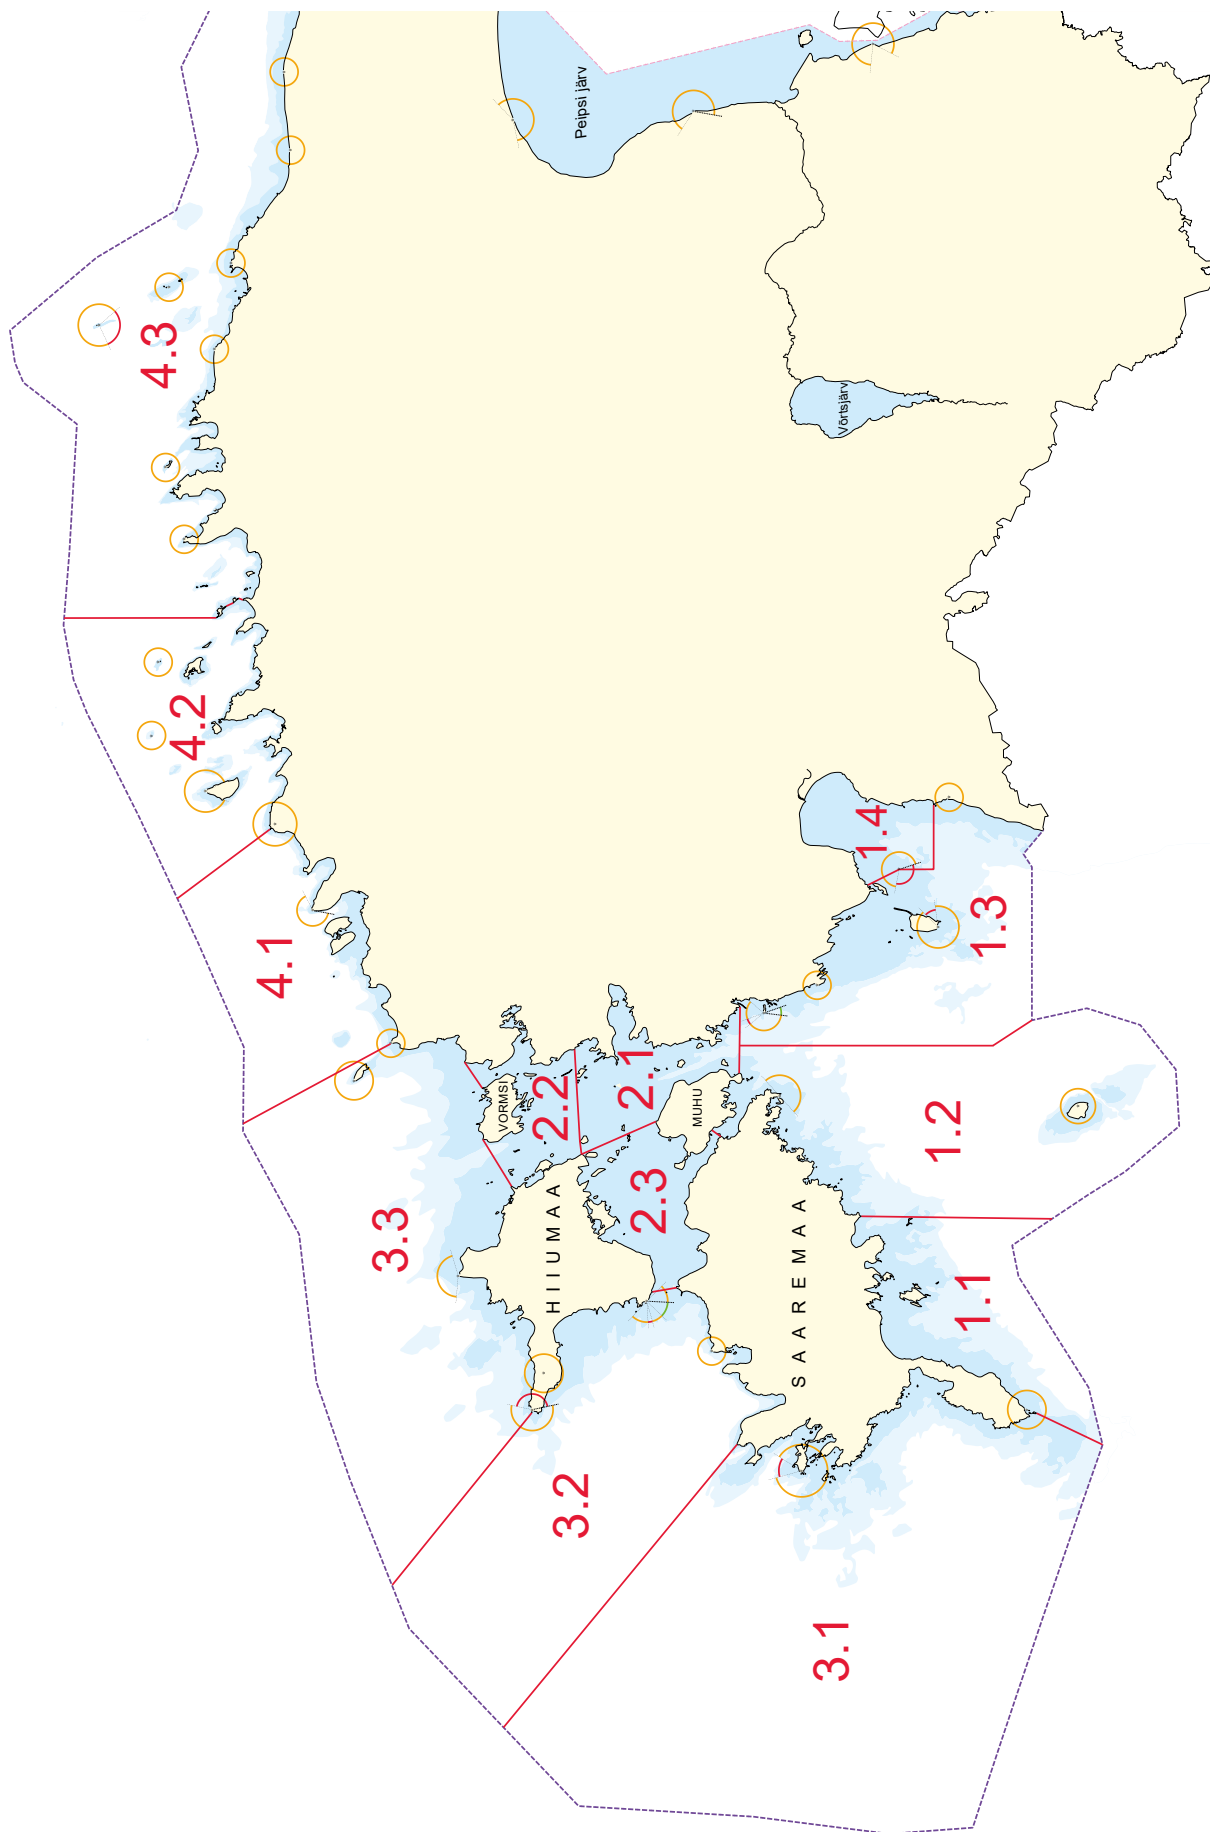 Peipsi järv
4.3
Võrtsjärv
4.2
1.4
4.1
1.3
2.1
2.2
VORMSI
MUHU
1.2
2.3
3.3
HIIUMAA
SAAREMAA
1.1
3.2
3.1